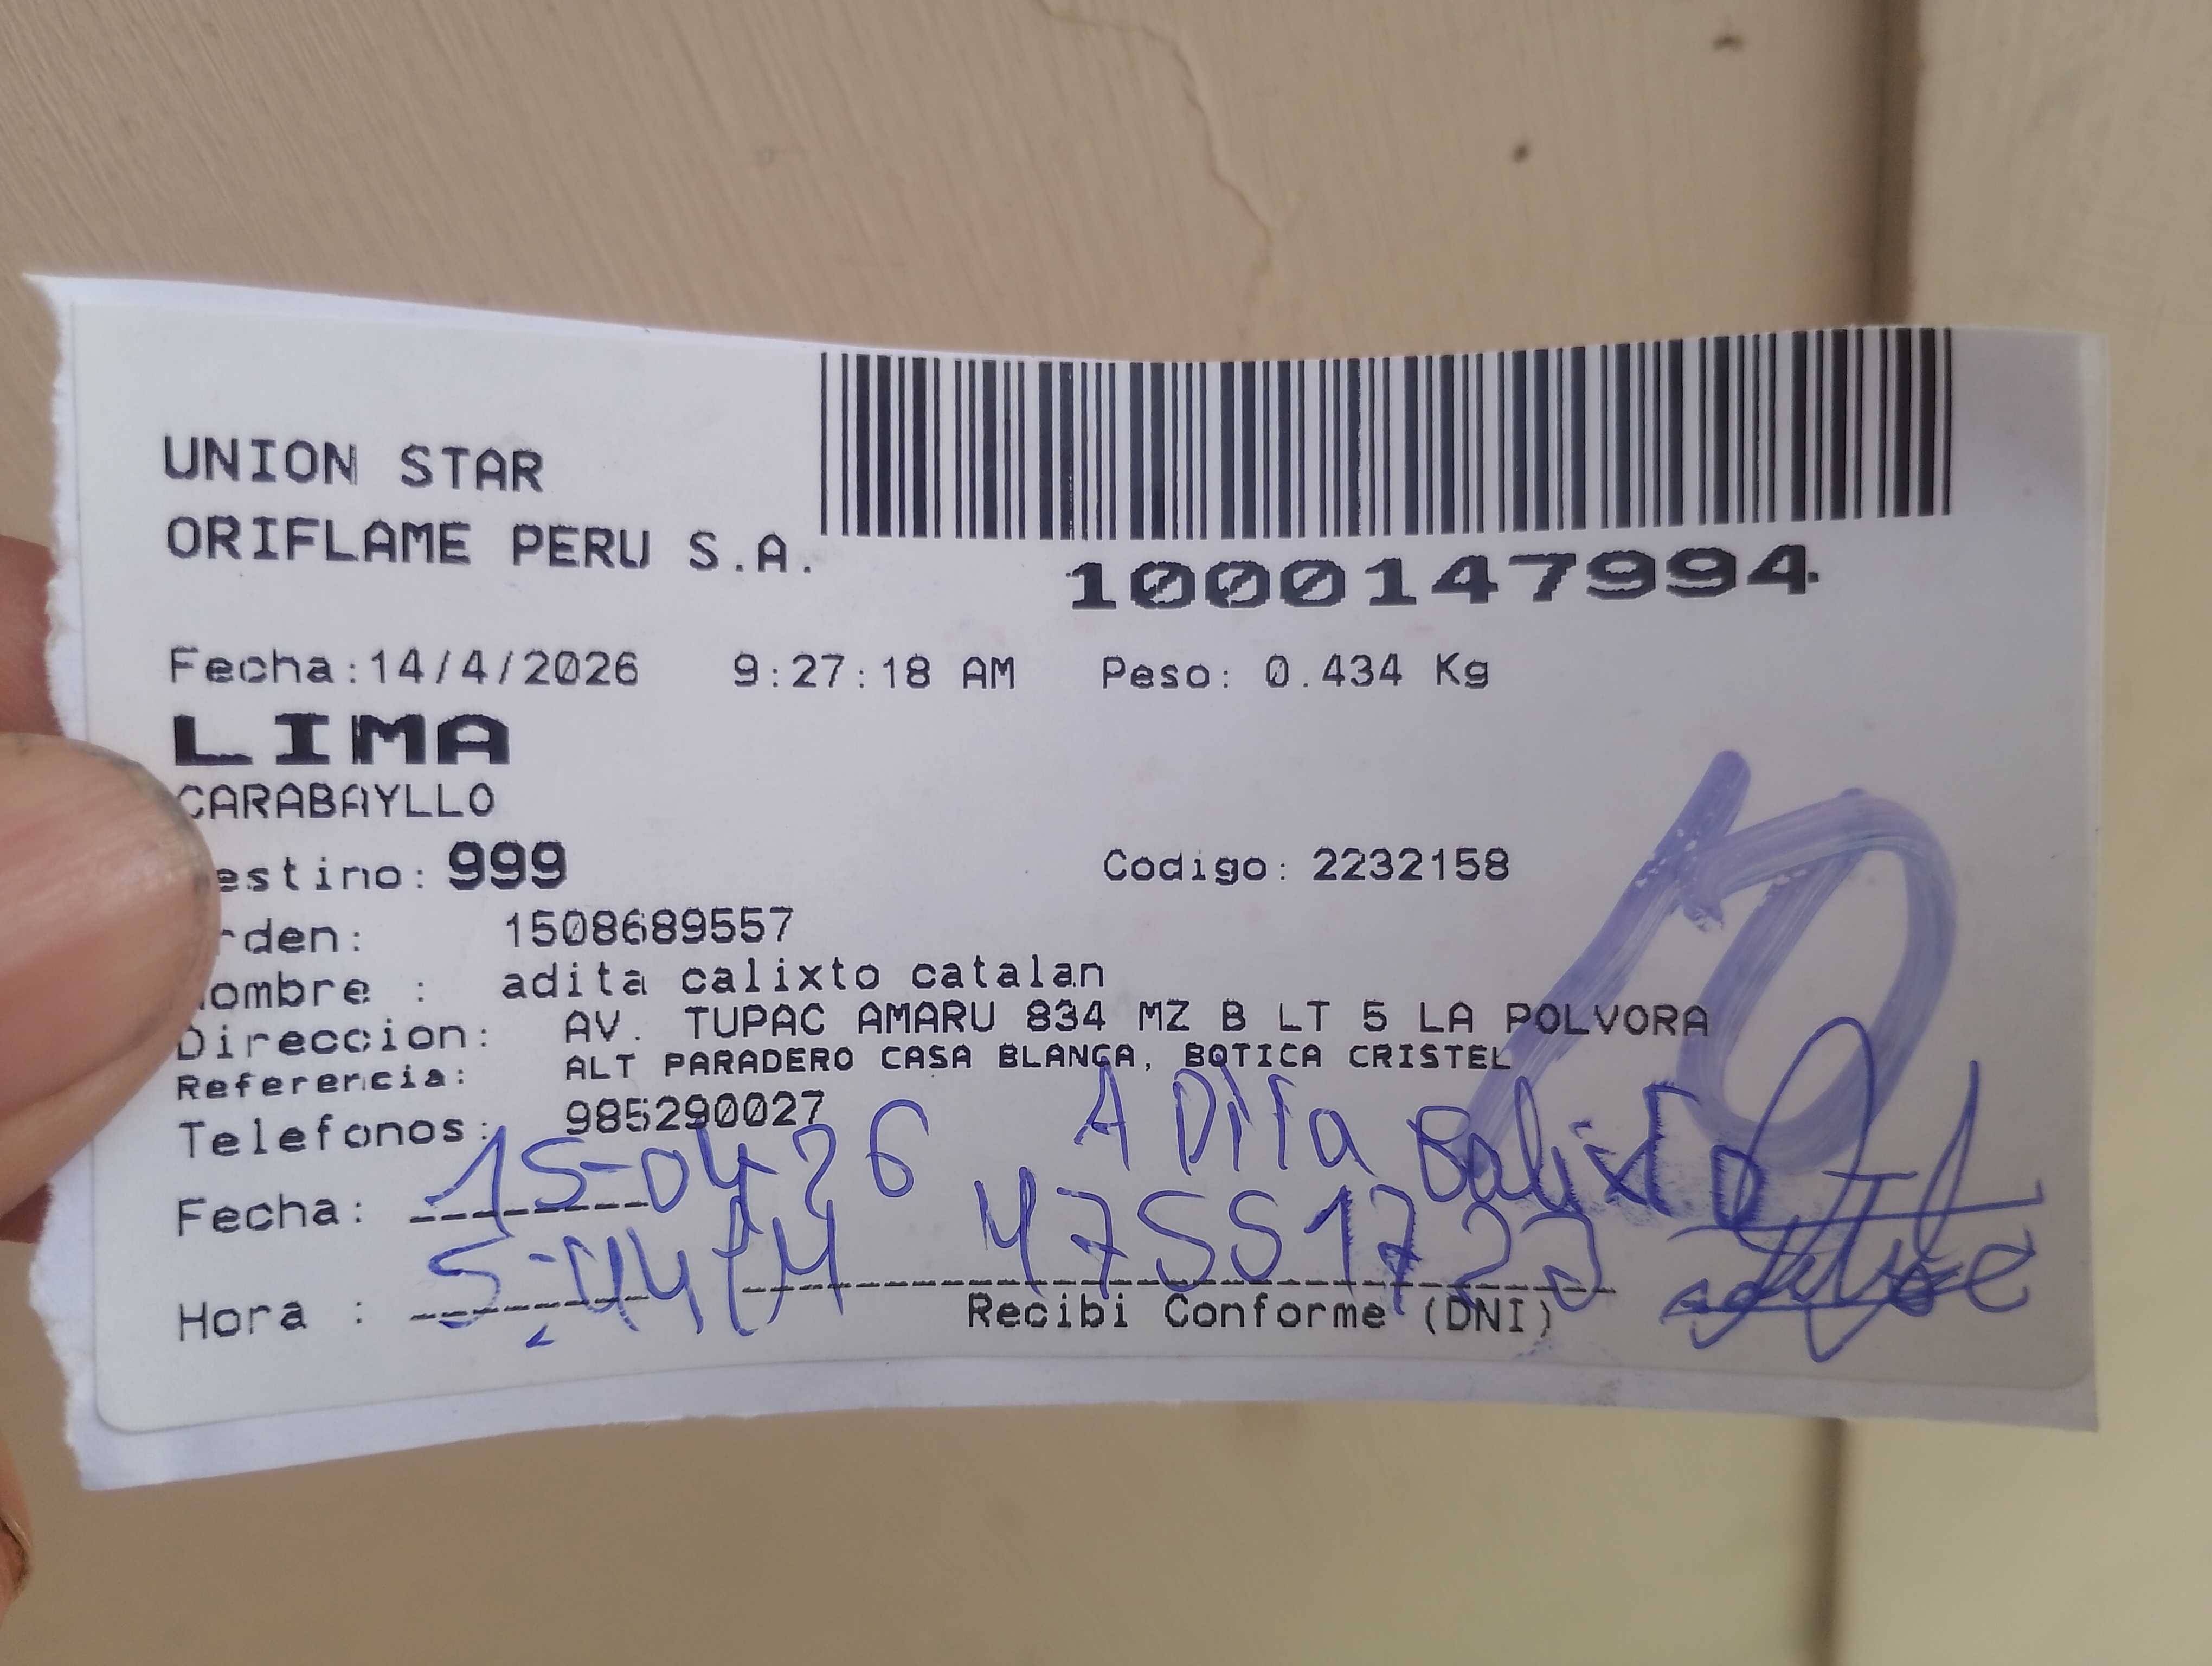 UNION STAR
ORIFLAME PERU S.A.
1000147994
Fecha:14/4/2026 9:27:18 AM Peso: 0.434 Kg
LIMA
CARABAYLLO
estino: 999 Codigo: 2232158
rden: 1508689557
ombre : adita calixto catalan
Direccion: AV. TUPAC AMARU 834 MZ B LT 5 LA POLVORA
Referencia: ALT PARADERO CASA BLANCA, BOTICA CRISTEL
Telefonos: 985290027
10
ADITa Calixto
Fecha: 15-04-26
Hora : 5:44
Recibi Conforme (DNI)